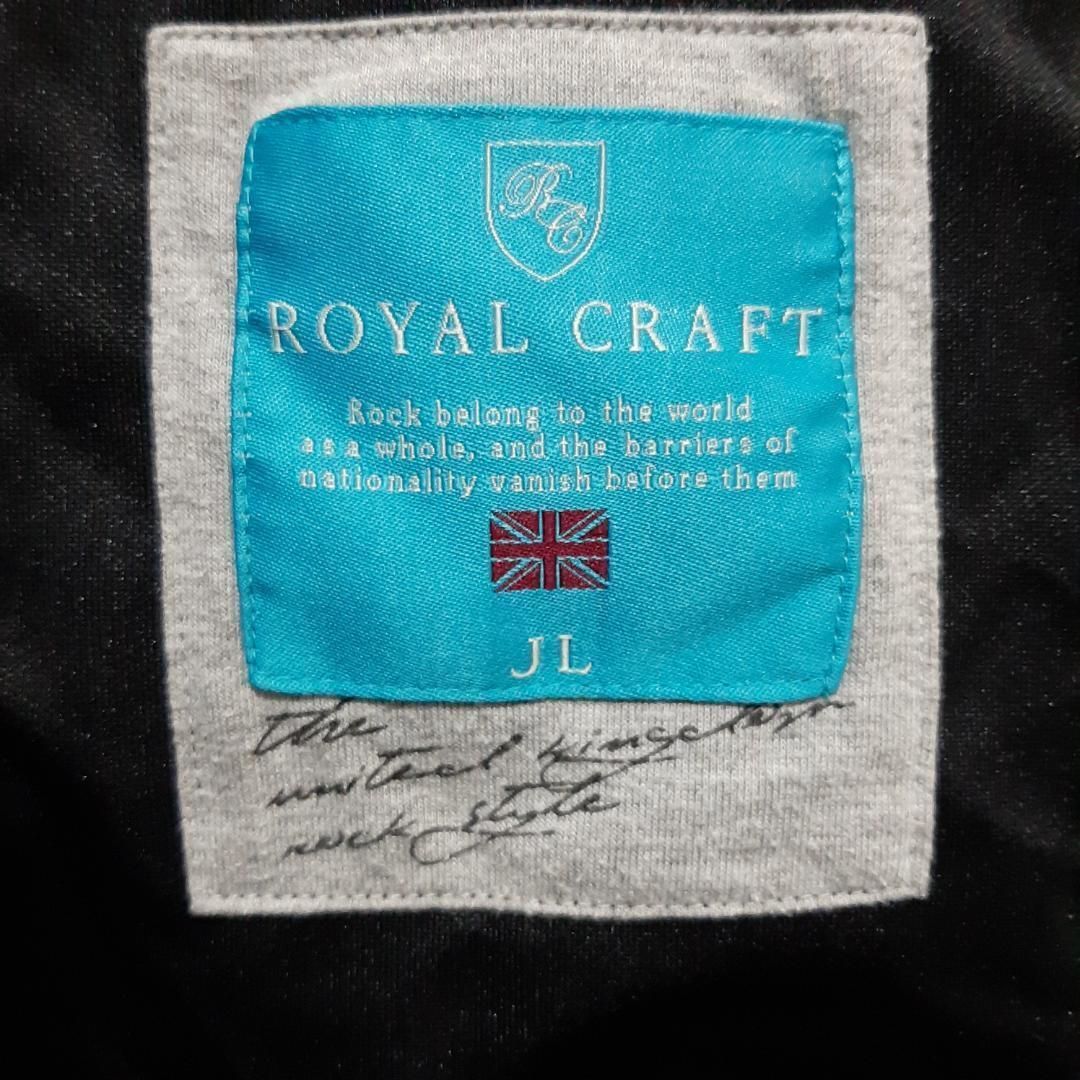 RC
ROYAL CRAFT
Rock belong to the world
as a whole, and the barriers of
nationality vanish before them
JL
the
united kingdom
rock style